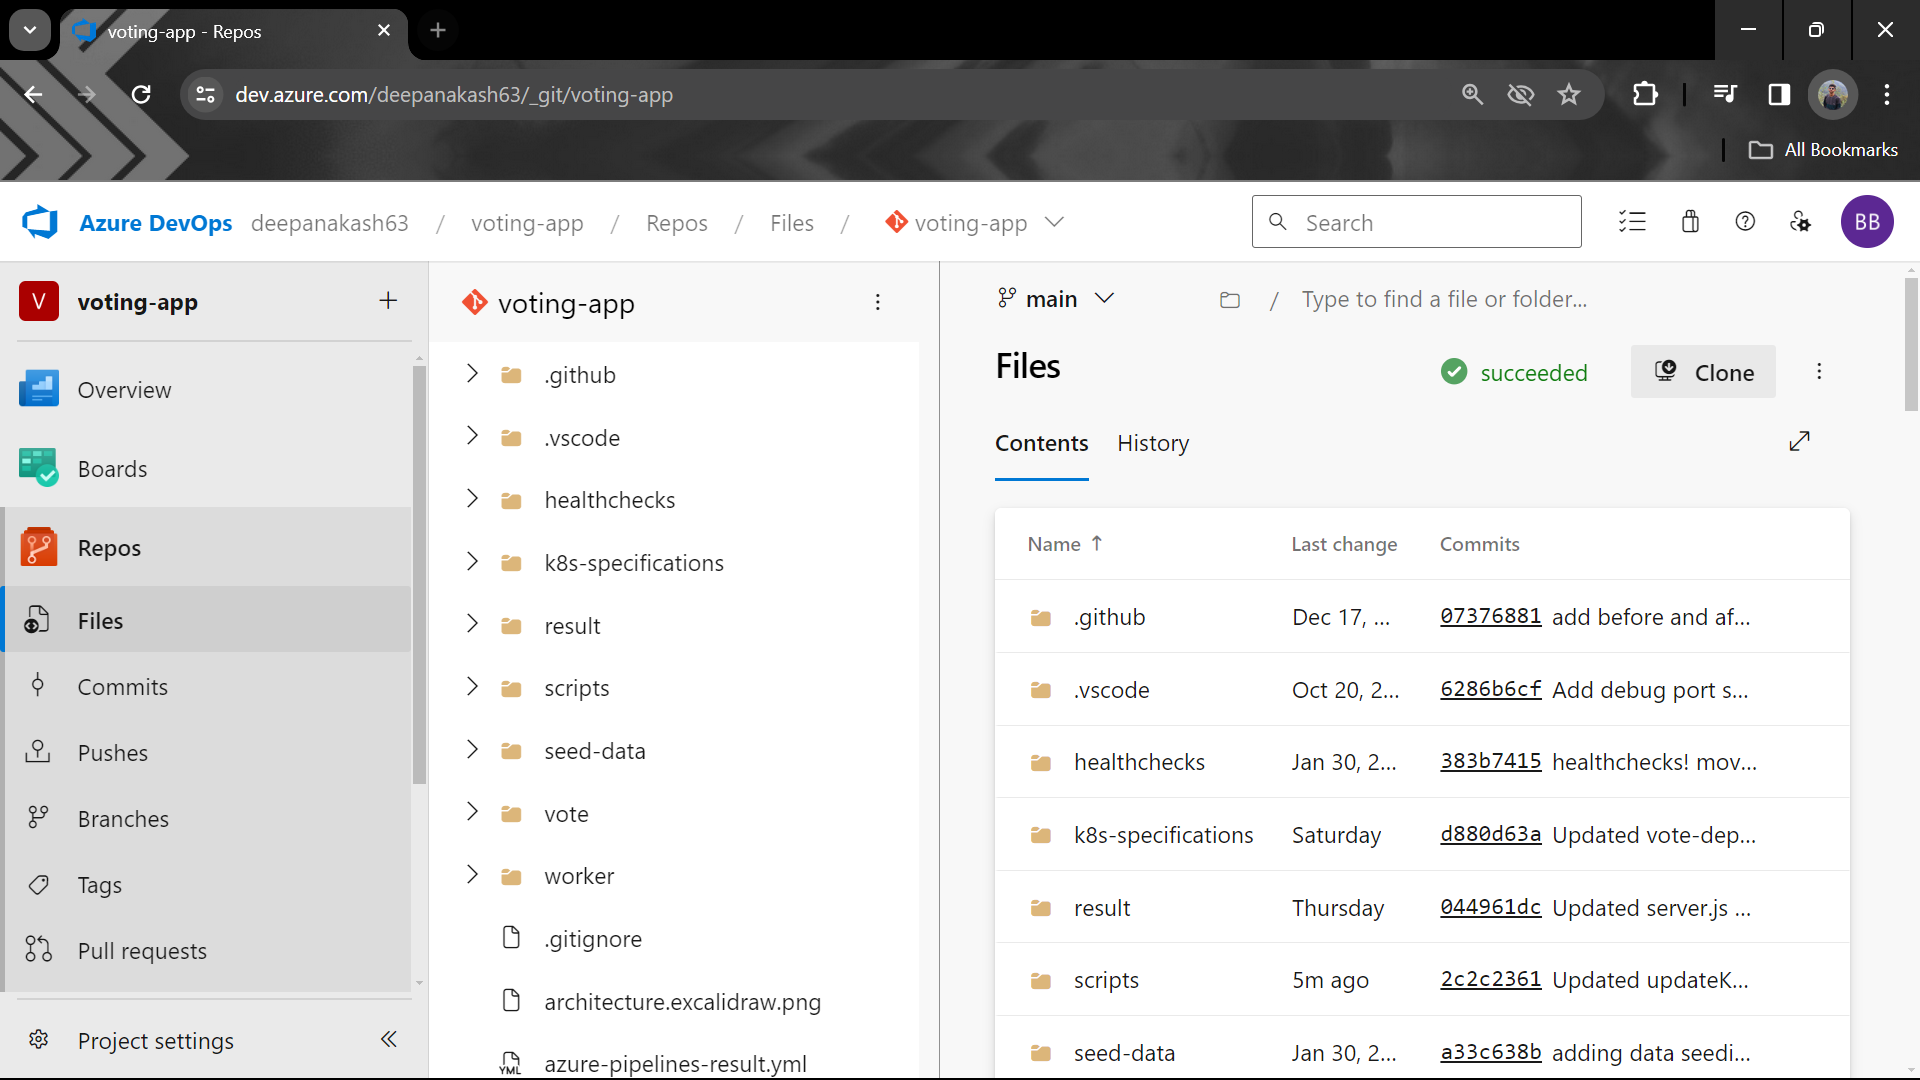 voting-app - Repos
dev.azure.com/deepanakash63/_git/voting-app
All Bookmarks
Azure DevOps deepanakash63 / voting-app / Repos / Files / voting-app
Search
BB
V voting-app
Overview
Boards
Repos
Files
Commits
Pushes
Branches
Tags
Pull requests
Project settings
voting-app
.github
.vscode
healthchecks
k8s-specifications
result
scripts
seed-data
vote
worker
.gitignore
architecture.excalidraw.png
YML azure-pipelines-result.yml
main / Type to find a file or folder...
Files
succeeded
Clone
Contents History
Name ↑ Last change Commits
.github Dec 17, ... 07376881 add before and af...
.vscode Oct 20, 2... 6286b6cf Add debug port s...
healthchecks Jan 30, 2... 383b7415 healthchecks! mov...
k8s-specifications Saturday d880d63a Updated vote-dep...
result Thursday 044961dc Updated server.js ...
scripts 5m ago 2c2c2361 Updated updateK...
seed-data Jan 30, 2... a33c638b adding data seedi...